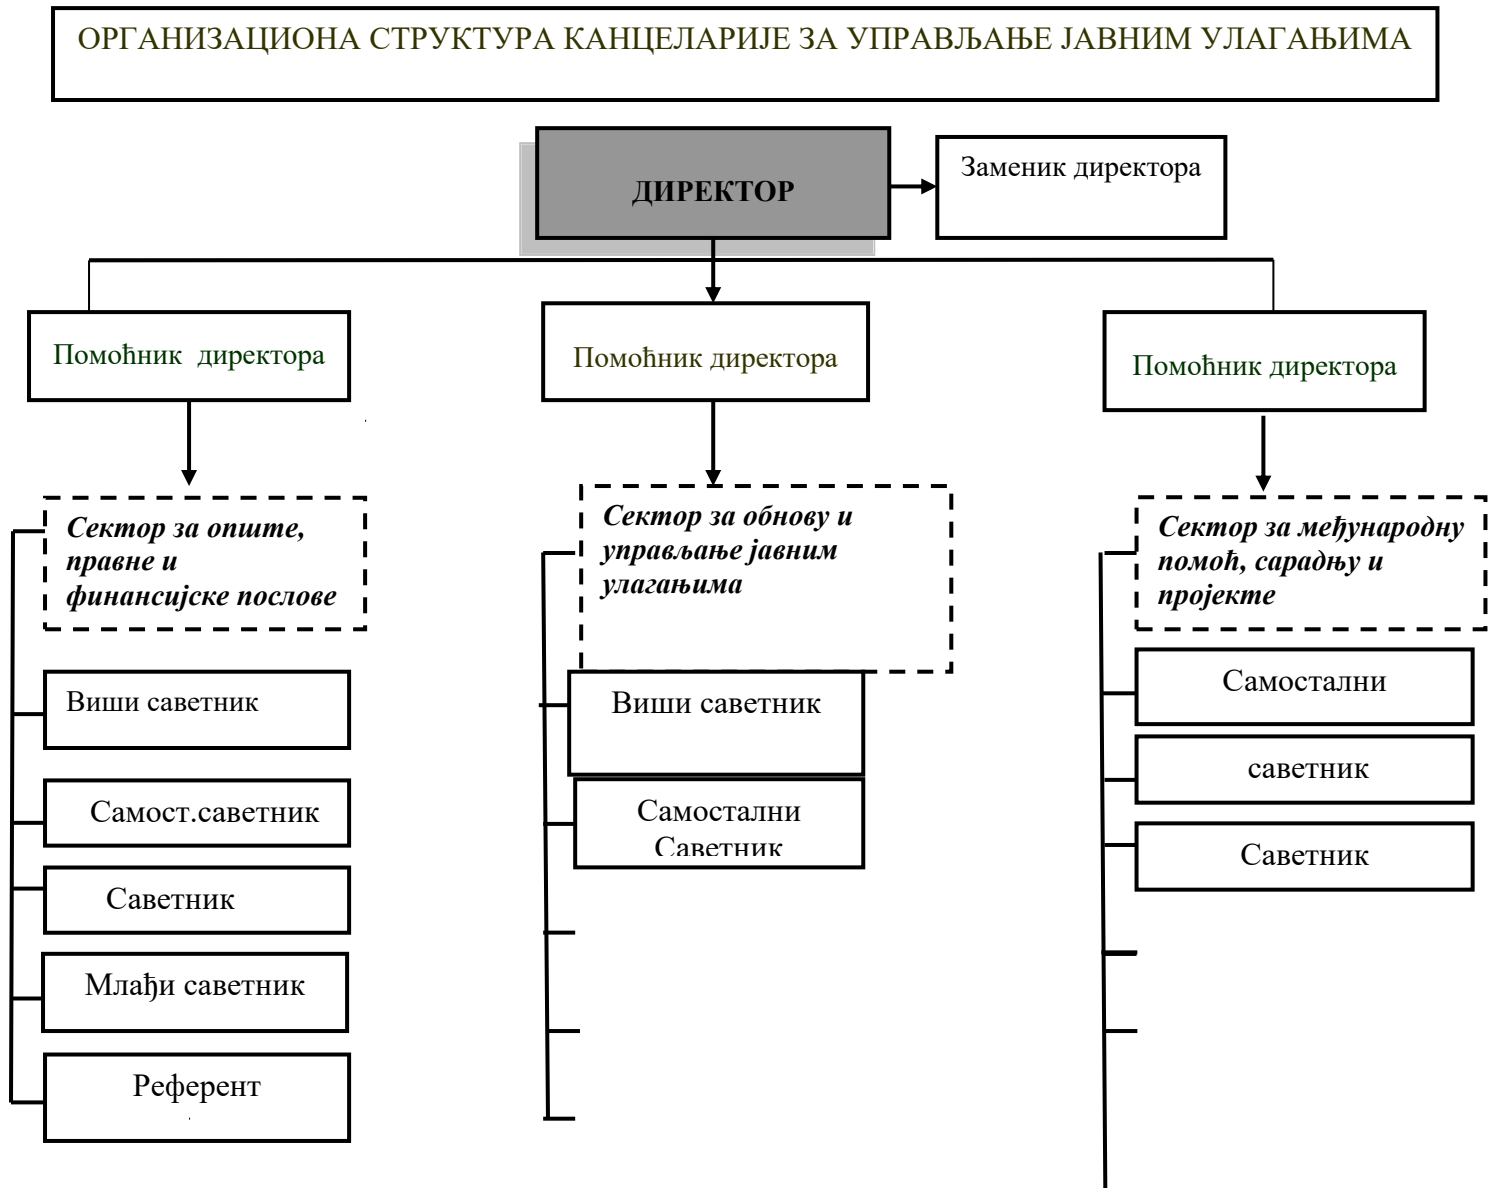 ОРГАНИЗАЦИОНА СТРУКТУРА КАНЦЕЛАРИЈЕ ЗА УПРАВЉАЊЕ ЈАВНИМ УЛАГАЊИМА
ДИРЕКТОР
Заменик директора
Помоћник директора
Помоћник директора
Помоћник директора
Сектор за опште,
правне и
финансијске послове
Виши саветник
Самост.саветник
Саветник
Млађи саветник
Референт
Сектор за обнову и
управљање јавним
улагањима
Виши саветник
Самостални
Саветник
Сектор за међународну
помоћ, сарадњу и
пројекте
Самостални
саветник
Саветник